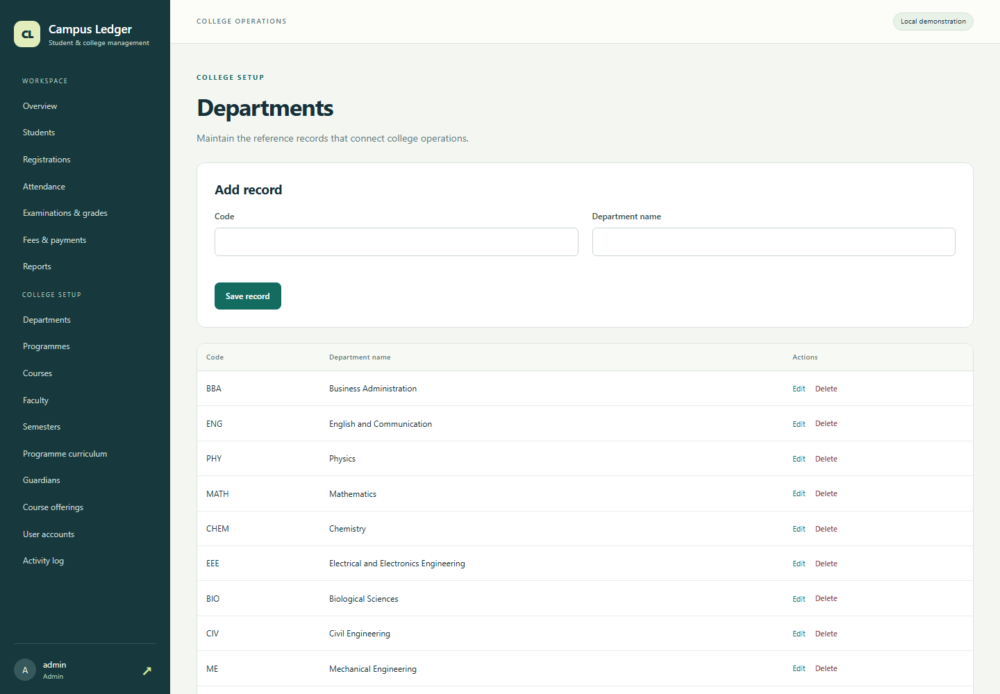 CL
Campus Ledger
Student & college management
WORKSPACE
Overview
Students
Registrations
Attendance
Examinations & grades
Fees & payments
Reports
COLLEGE SETUP
Departments
Programmes
Courses
Faculty
Semesters
Programme curriculum
Guardians
Course offerings
User accounts
Activity log
A
admin
Admin
COLLEGE OPERATIONS
Local demonstration
COLLEGE SETUP
Departments
Maintain the reference records that connect college operations.
Add record
Code Department name
Save record
Code Department name Actions
BBA Business Administration Edit Delete
ENG English and Communication Edit Delete
PHY Physics Edit Delete
MATH Mathematics Edit Delete
CHEM Chemistry Edit Delete
EEE Electrical and Electronics Engineering Edit Delete
BIO Biological Sciences Edit Delete
CIV Civil Engineering Edit Delete
ME Mechanical Engineering Edit Delete